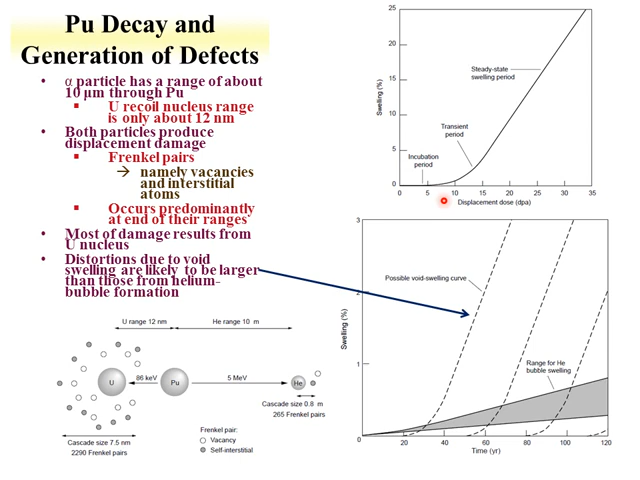 Pu Decay and
Generation of Defects
• α particle has a range of about
10 μm through Pu
▪ U recoil nucleus range
is only about 12 nm
• Both particles produce
displacement damage
▪ Frenkel pairs
→ namely vacancies
and interstitial
atoms
▪ Occurs predominantly
at end of their ranges
• Most of damage results from
U nucleus
• Distortions due to void
swelling are likely to be larger
than those from helium-
bubble formation
U range 12 nm
He range 10 m
U
86 keV
Pu
5 MeV
He
Cascade size 0.8 m
265 Frenkel pairs
Cascade size 7.5 nm
2290 Frenkel pairs
Frenkel pair:
Vacancy
Self-interstitial
25
20
15
10
5
0
Swelling (%)
Steady-state
swelling period
Transient
period
Incubation
period
0 5 10 15 20 25 30 35
Displacement dose (dpa)
3
2
1
0
Swelling (%)
Possible void-swelling curve
Range for He
bubble swelling
0 20 40 60 80 100 120
Time (yr)